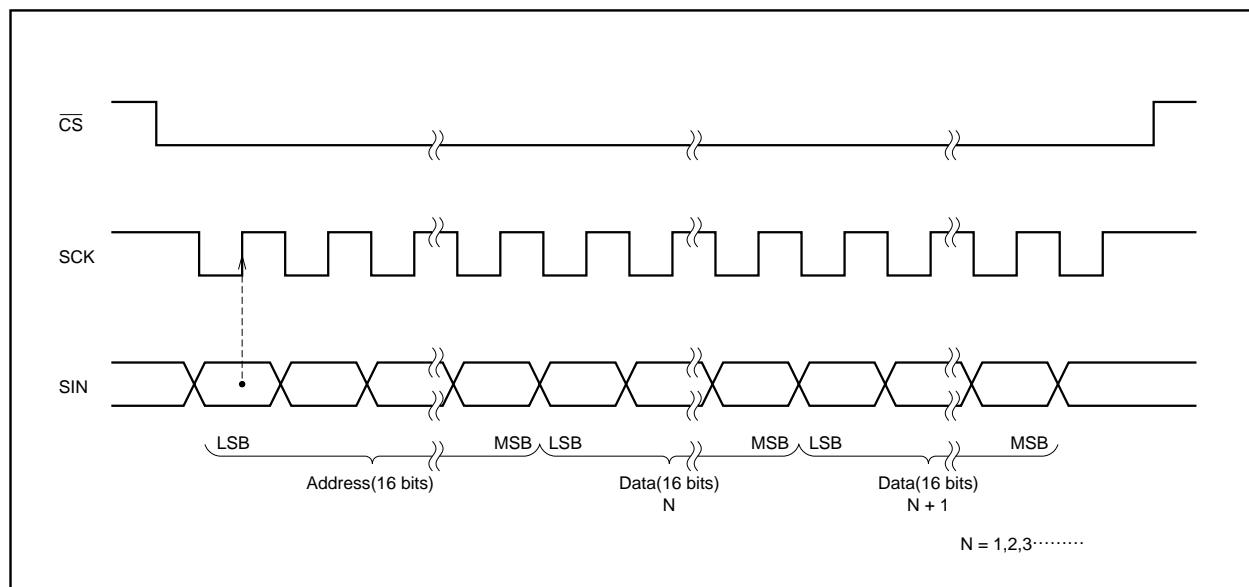 CS
SCK
SIN
LSB MSB LSB MSB LSB MSB
Address(16 bits) Data(16 bits) Data(16 bits)
N N + 1
N = 1,2,3·········